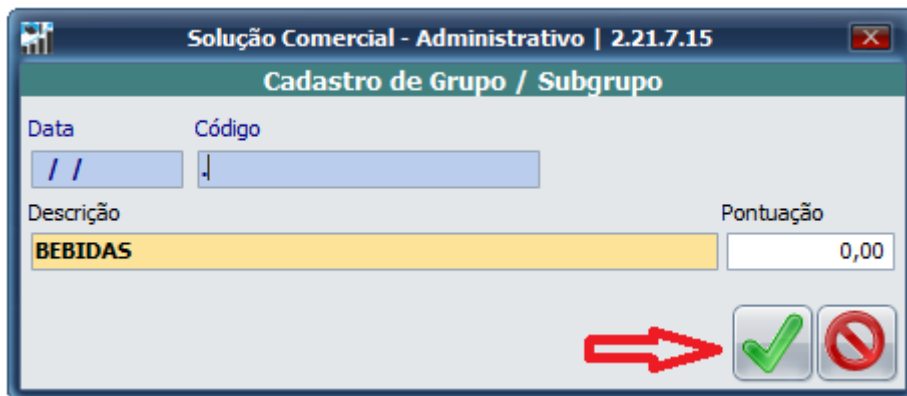 Solução Comercial - Administrativo | 2.21.7.15
Cadastro de Grupo / Subgrupo
Data Código
/ / .
Descrição Pontuação
BEBIDAS 0,00